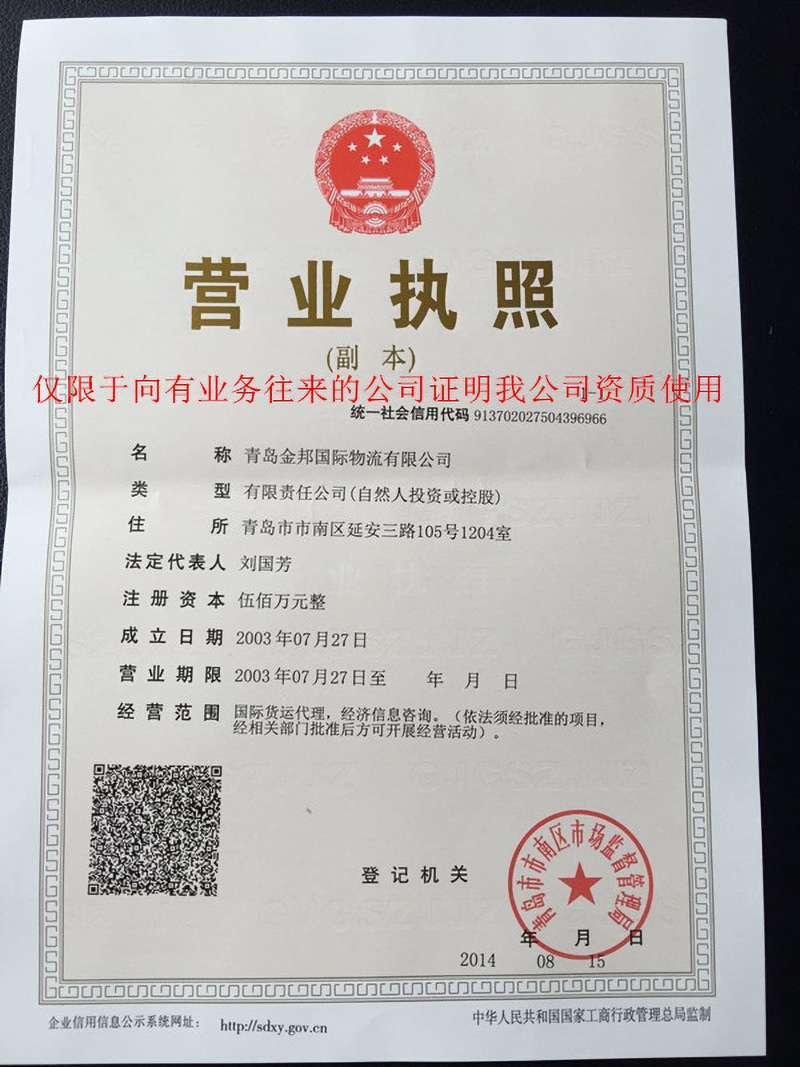 营业执照
(副 本)
仅限于向有业务往来的公司证明我公司资质使用
统一社会信用代码 913702027504396966
名 称 青岛金邦国际物流有限公司
类 型 有限责任公司(自然人投资或控股)
住 所 青岛市市南区延安三路105号1204室
法定代表人 刘国芳
注册资本 伍佰万元整
成立日期 2003年07月27日
营业期限 2003年07月27日至 年 月 日
经营范围 国际货运代理，经济信息咨询。（依法须经批准的项目，
经相关部门批准后方可开展经营活动）。
登记机关
青岛市市南区市场监督管理局
年 月 日
2014 08 15
企业信用信息公示系统网址： http://sdxy.gov.cn
中华人民共和国国家工商行政管理总局监制